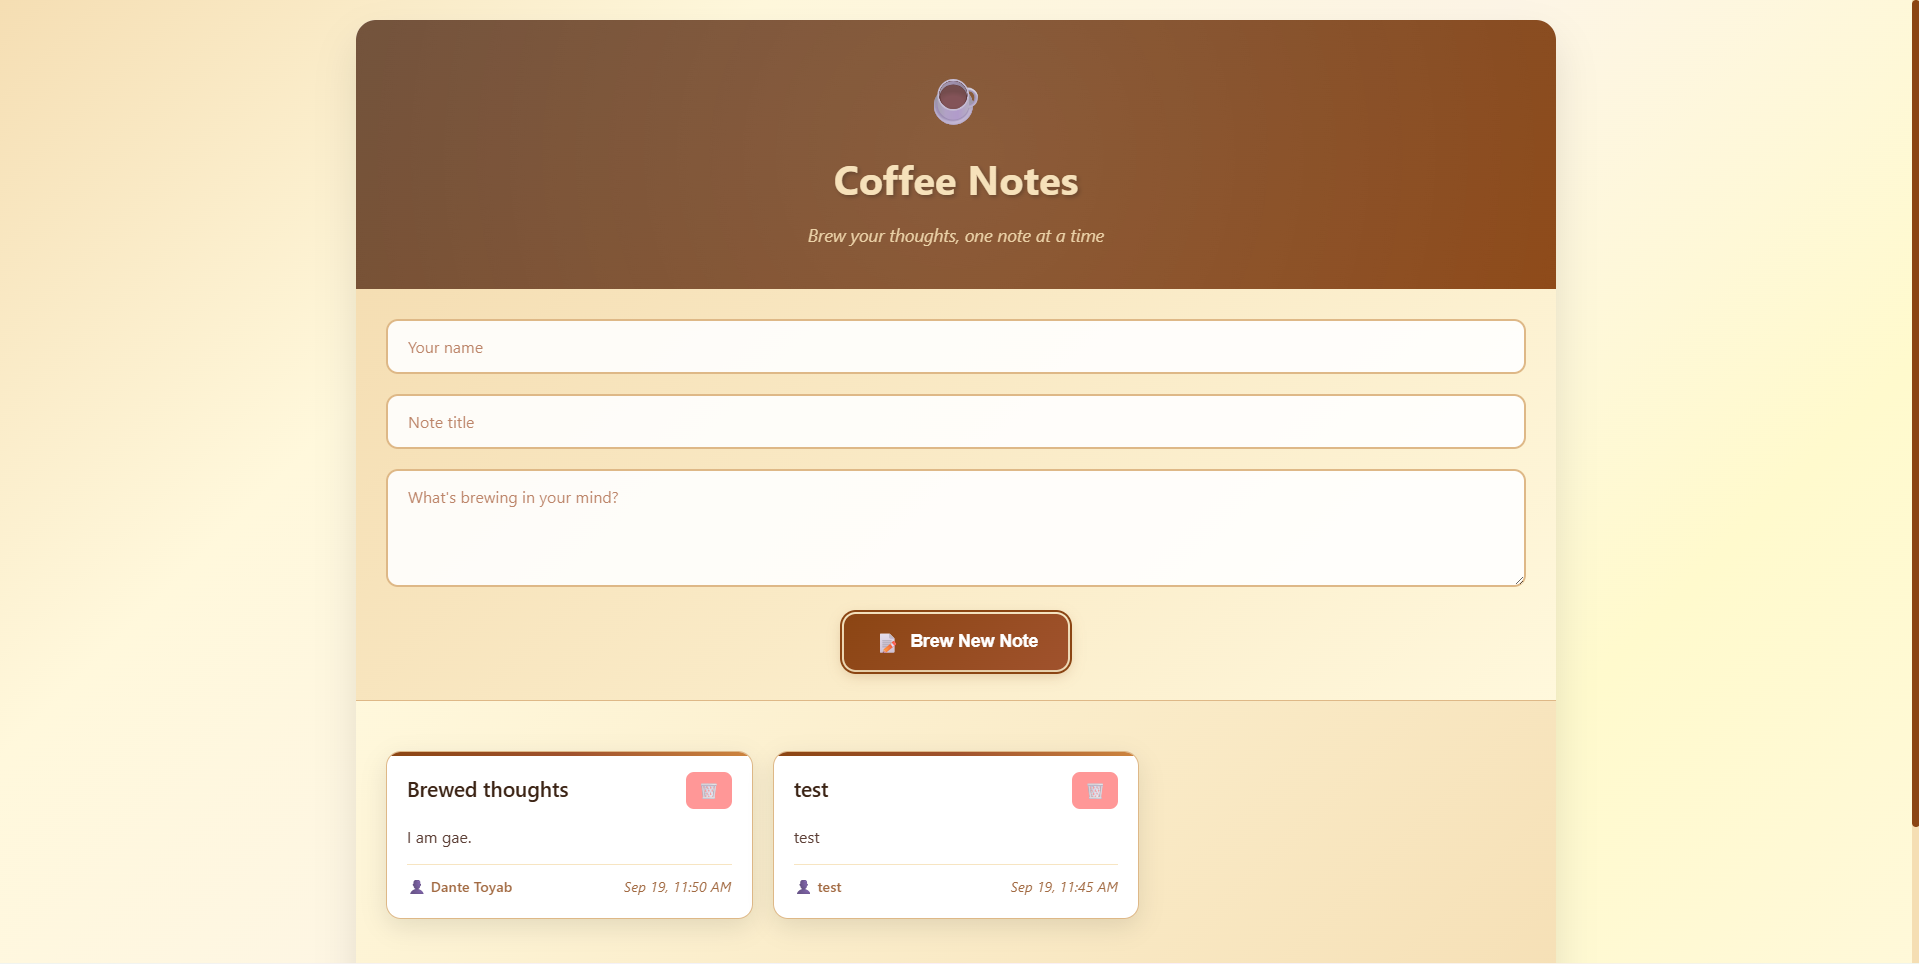 Coffee Notes
Brew your thoughts, one note at a time
Your name
Note title
What's brewing in your mind?
Brew New Note
Brewed thoughts
I am gae.
Dante Toyab
Sep 19, 11:50 AM
test
test
test
Sep 19, 11:45 AM